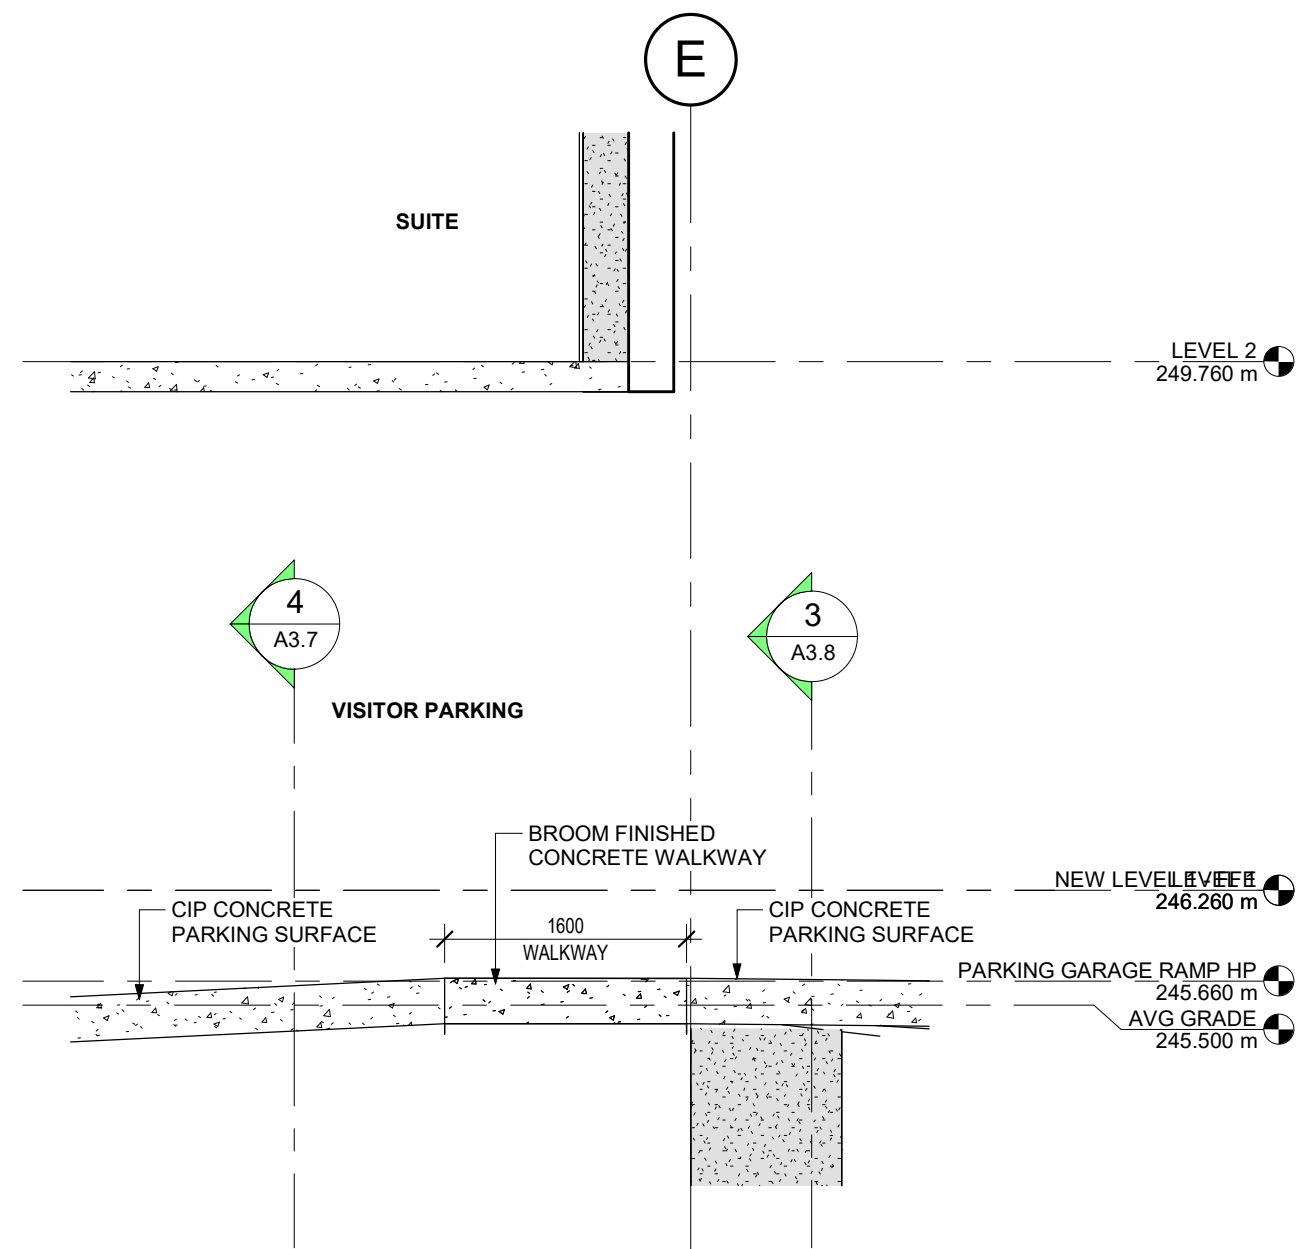 E
SUITE
LEVEL 2
249.760 m
4
A3.7
3
A3.8
VISITOR PARKING
BROOM FINISHED
CONCRETE WALKWAY
NEW LEVEL
246.260 m
CIP CONCRETE
PARKING SURFACE
1600
WALKWAY
CIP CONCRETE
PARKING SURFACE
PARKING GARAGE RAMP HP
245.660 m
AVG GRADE
245.500 m